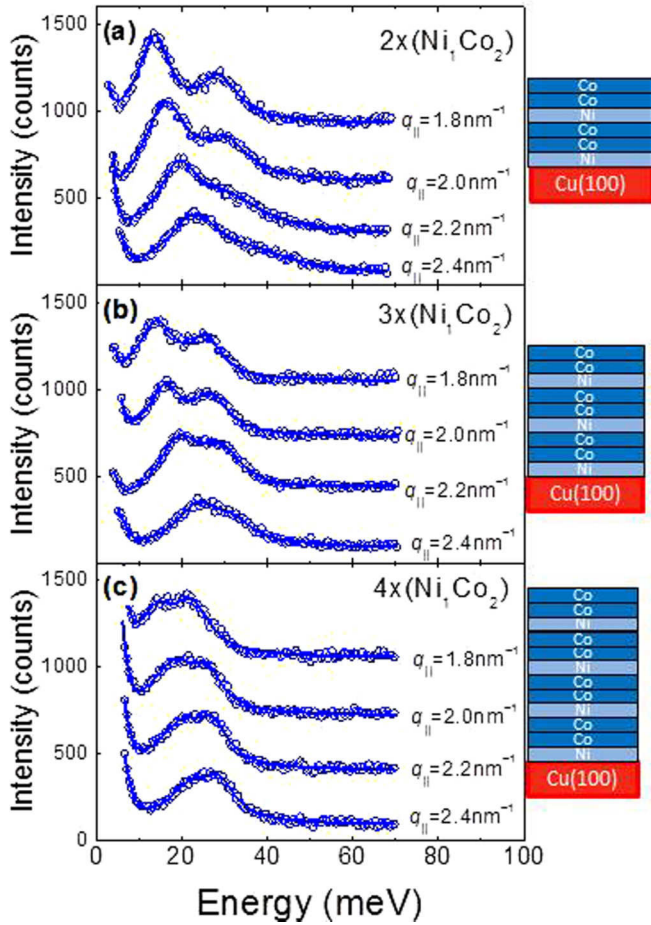 (a) 2x(Ni₁Co₂)
1500
1000
500
Intensity (counts)
q||=1.8nm⁻¹
q||=2.0nm⁻¹
q||=2.2nm⁻¹
q||=2.4nm⁻¹
Co
Co
Ni
Co
Co
Ni
Cu(100)
(b) 3x(Ni₁Co₂)
1500
1000
500
Intensity (counts)
q||=1.8nm⁻¹
q||=2.0nm⁻¹
q||=2.2nm⁻¹
q||=2.4nm⁻¹
Co
Co
Ni
Co
Co
Ni
Co
Co
Ni
Cu(100)
(c) 4x(Ni₁Co₂)
1500
1000
500
0
Intensity (counts)
q||=1.8nm⁻¹
q||=2.0nm⁻¹
q||=2.2nm⁻¹
q||=2.4nm⁻¹
Co
Co
Ni
Co
Co
Ni
Co
Co
Ni
Co
Co
Ni
Cu(100)
0 20 40 60 80 100
Energy (meV)